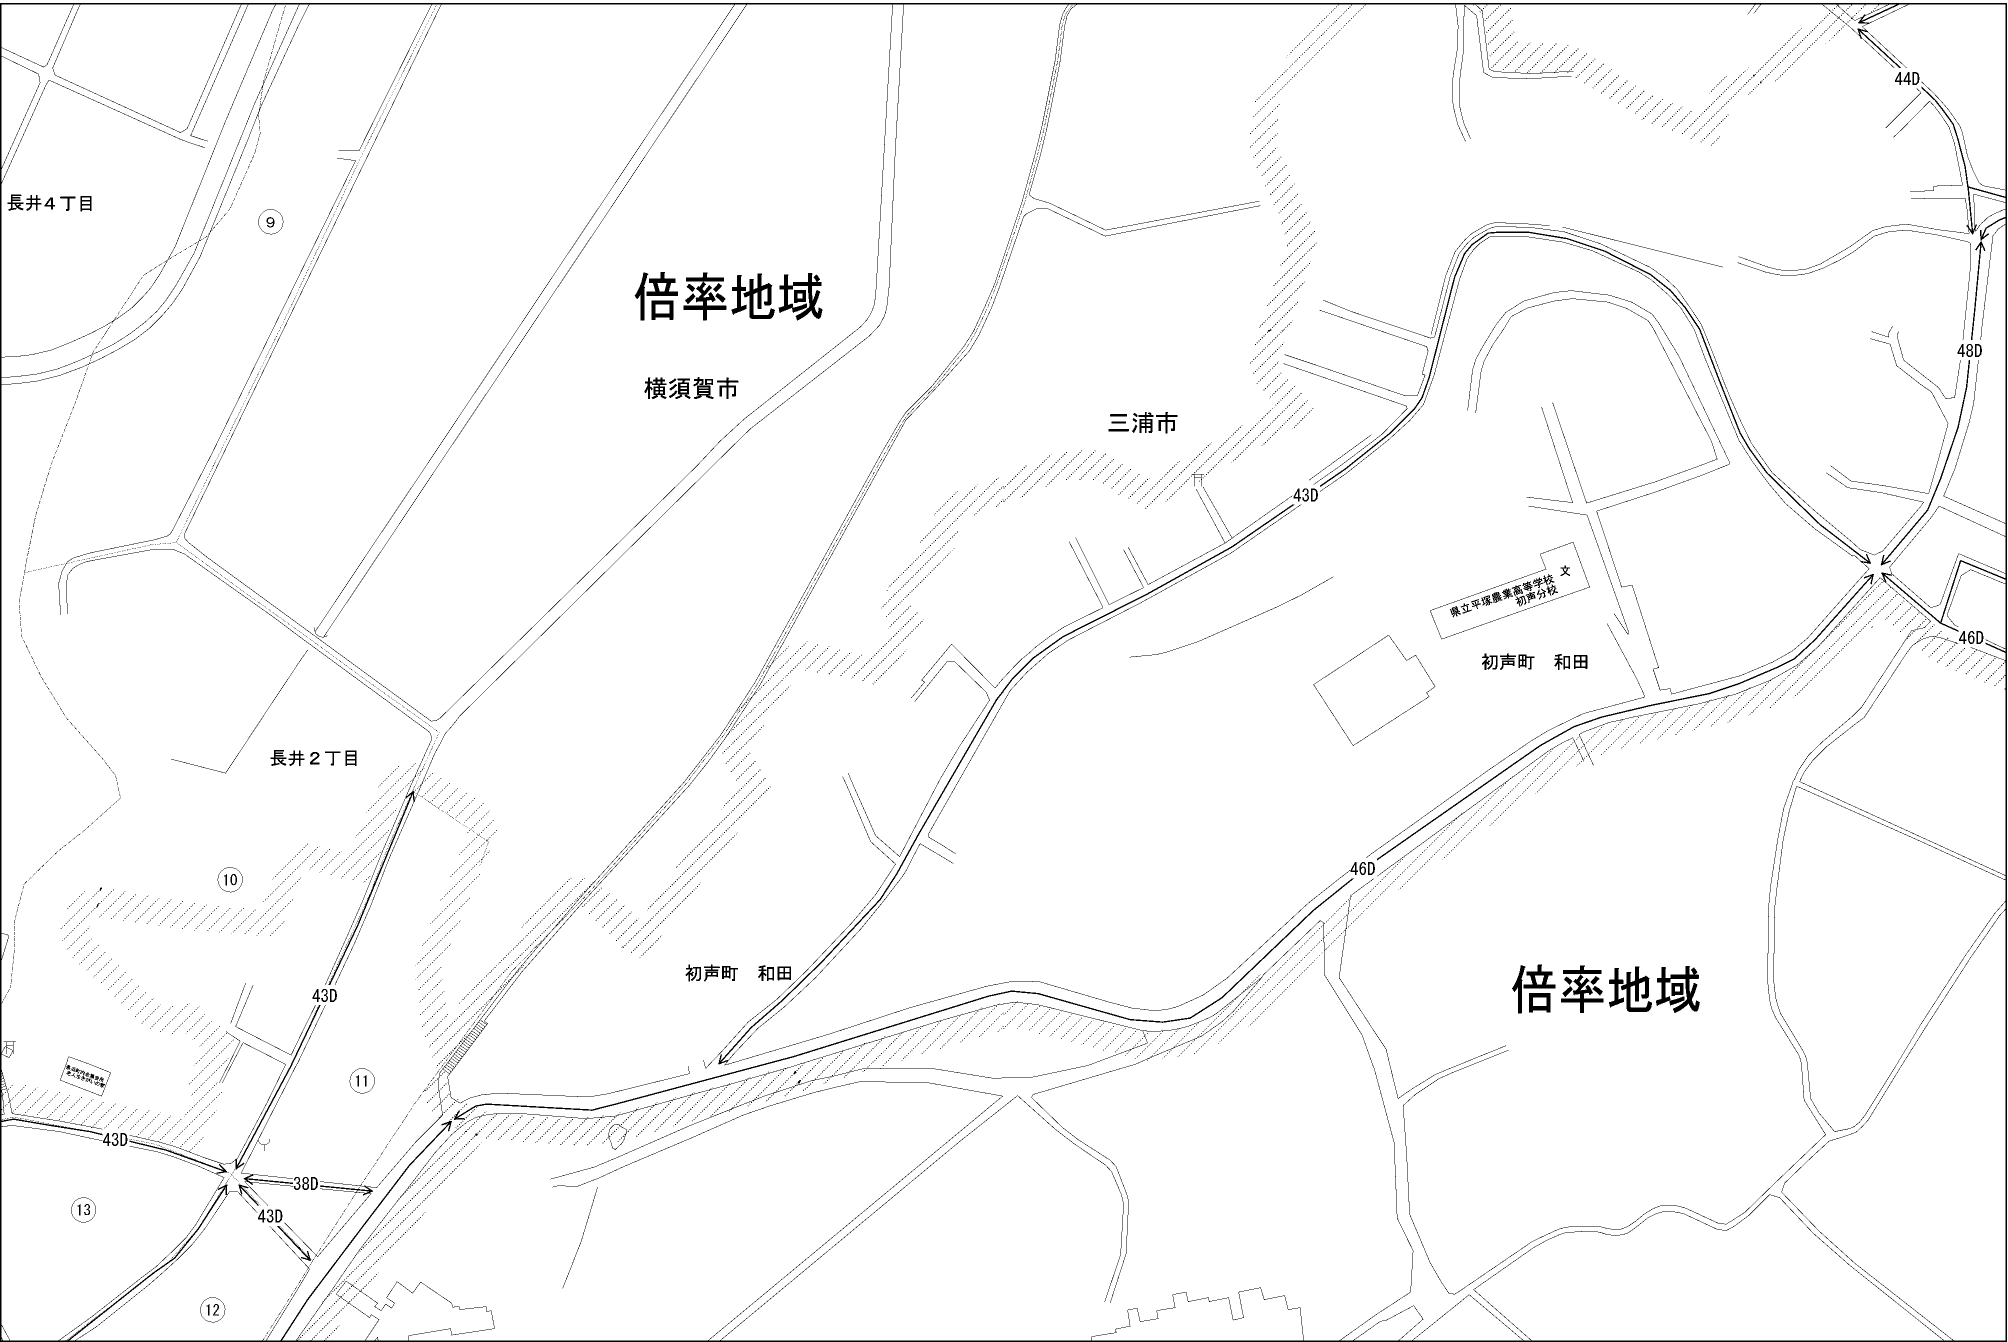 44D
長井4丁目
9
倍率地域
48D
横須賀市
三浦市
43D
県立平塚農業高等学校
初声分校
文
46D
初声町 和田
長井2丁目
46D
10
初声町 和田
43D
倍率地域
11
43D
38D
13
43D
12